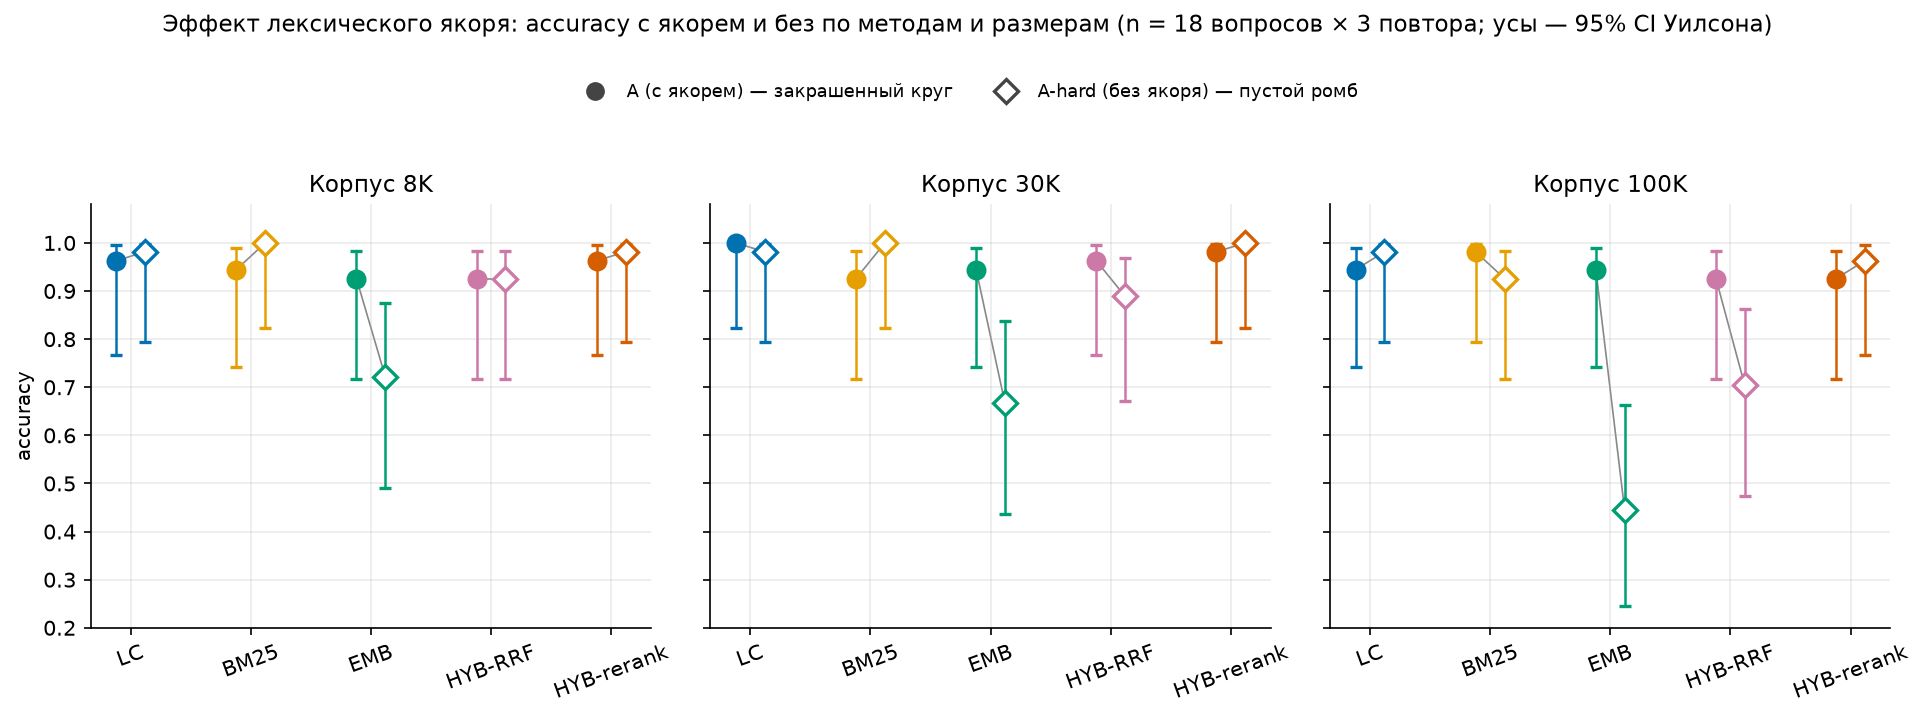 Эффект лексического якоря: accuracy с якорем и без по методам и размерам (n = 18 вопросов × 3 повтора; усы — 95% CI Уилсона)
A (с якорем) — закрашенный круг
A-hard (без якоря) — пустой ромб
Корпус 8K
Корпус 30K
Корпус 100K
accuracy
1.0
0.9
0.8
0.7
0.6
0.5
0.4
0.3
0.2
LC
BM25
EMB
HYB-RRF
HYB-rerank
LC
BM25
EMB
HYB-RRF
HYB-rerank
LC
BM25
EMB
HYB-RRF
HYB-rerank